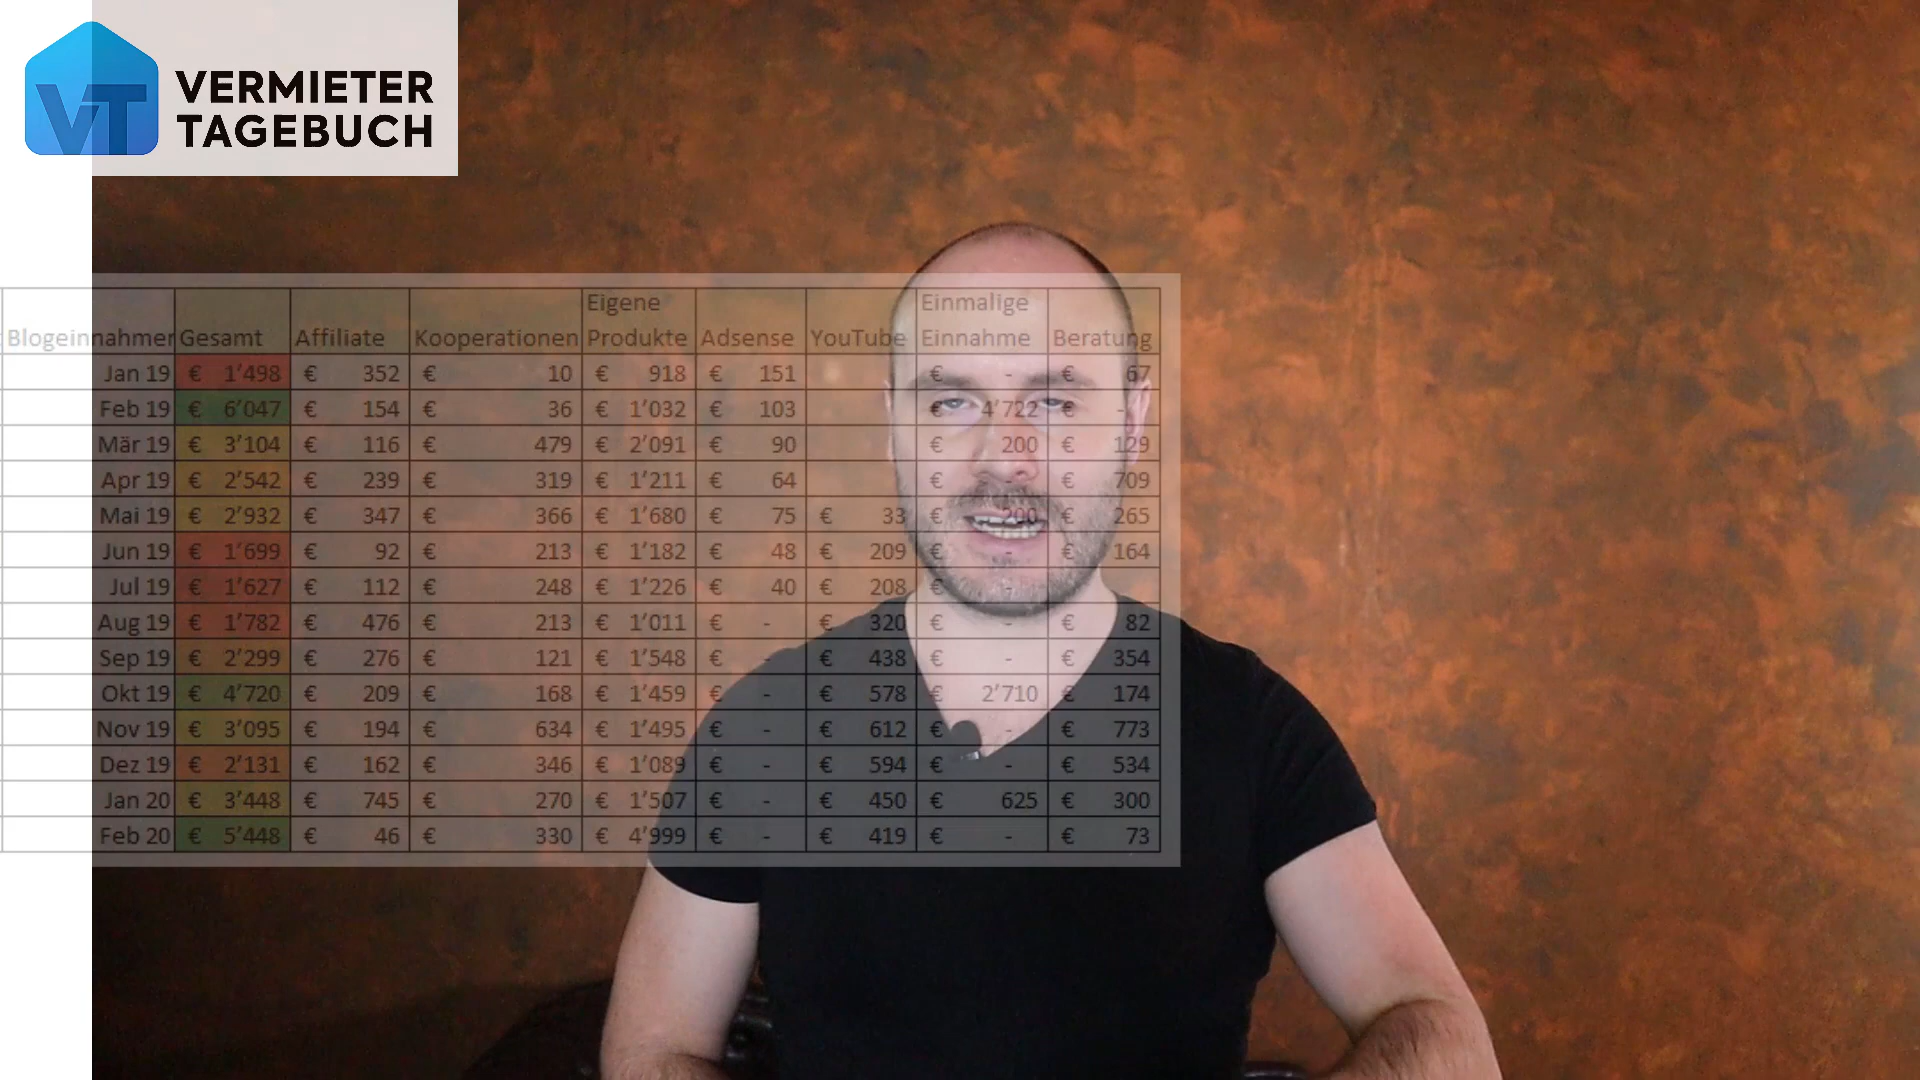 VERMIETER
TAGEBUCH
Blogeinnahmen Gesamt Affiliate Kooperationen Eigene Produkte Adsense YouTube Einmalige Einnahme Beratung
Jan 19 € 1’498 € 352 € 10 € 918 € 151 € - € 67
Feb 19 € 6’047 € 154 € 36 € 1’032 € 103 € 4’722 € -
Mär 19 € 3’104 € 116 € 479 € 2’091 € 90 € 200 € 129
Apr 19 € 2’542 € 239 € 319 € 1’211 € 64 € - € 709
Mai 19 € 2’932 € 347 € 366 € 1’680 € 75 € 33 € 200 € 265
Jun 19 € 1’699 € 92 € 213 € 1’182 € 48 € 209 € - € 164
Jul 19 € 1’627 € 112 € 248 € 1’226 € 40 € 208 € -
Aug 19 € 1’782 € 476 € 213 € 1’011 € - € 320 € - € 82
Sep 19 € 2’299 € 276 € 121 € 1’548 € - € 438 € - € 354
Okt 19 € 4’720 € 209 € 168 € 1’459 € - € 578 € 2’710 € 174
Nov 19 € 3’095 € 194 € 634 € 1’495 € - € 612 € - € 773
Dez 19 € 2’131 € 162 € 346 € 1’089 € - € 594 € - € 534
Jan 20 € 3’448 € 745 € 270 € 1’507 € - € 450 € 625 € 300
Feb 20 € 5’448 € 46 € 330 € 4’999 € - € 419 € - € 73